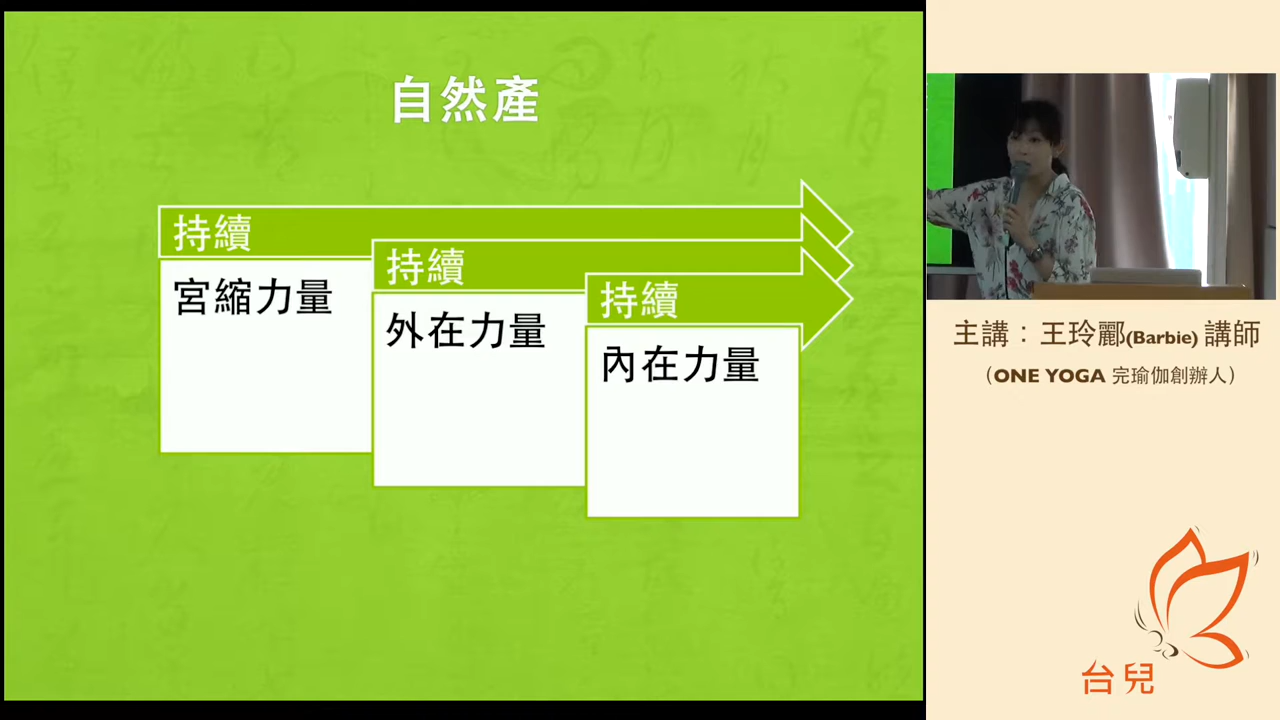 自然產
持續
宮縮力量
持續
外在力量
持續
內在力量
主講：王玲酈(Barbie) 講師
（ONE YOGA 完瑜伽創辦人）
台兒